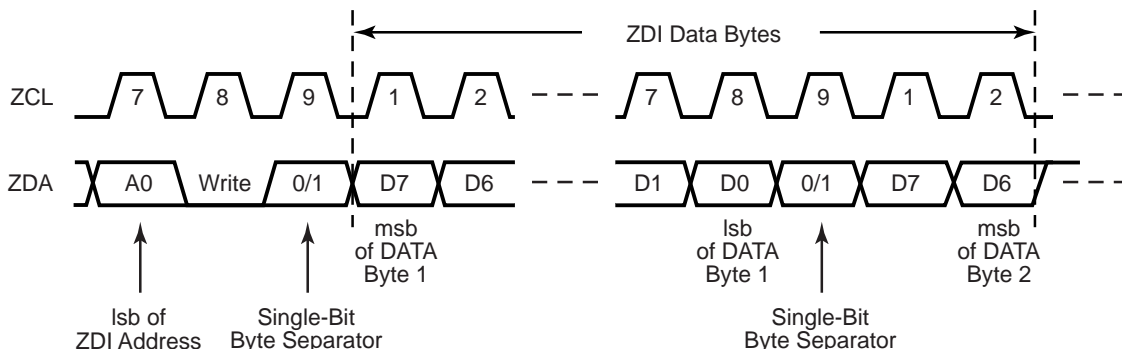 ZDI Data Bytes
ZCL 7 8 9 1 2 7 8 9 1 2
ZDA A0 Write 0/1 D7 D6 D1 D0 0/1 D7 D6
msb
of DATA
Byte 1
lsb
of DATA
Byte 1
msb
of DATA
Byte 2
lsb of
ZDI Address
Single-Bit
Byte Separator
Single-Bit
Byte Separator